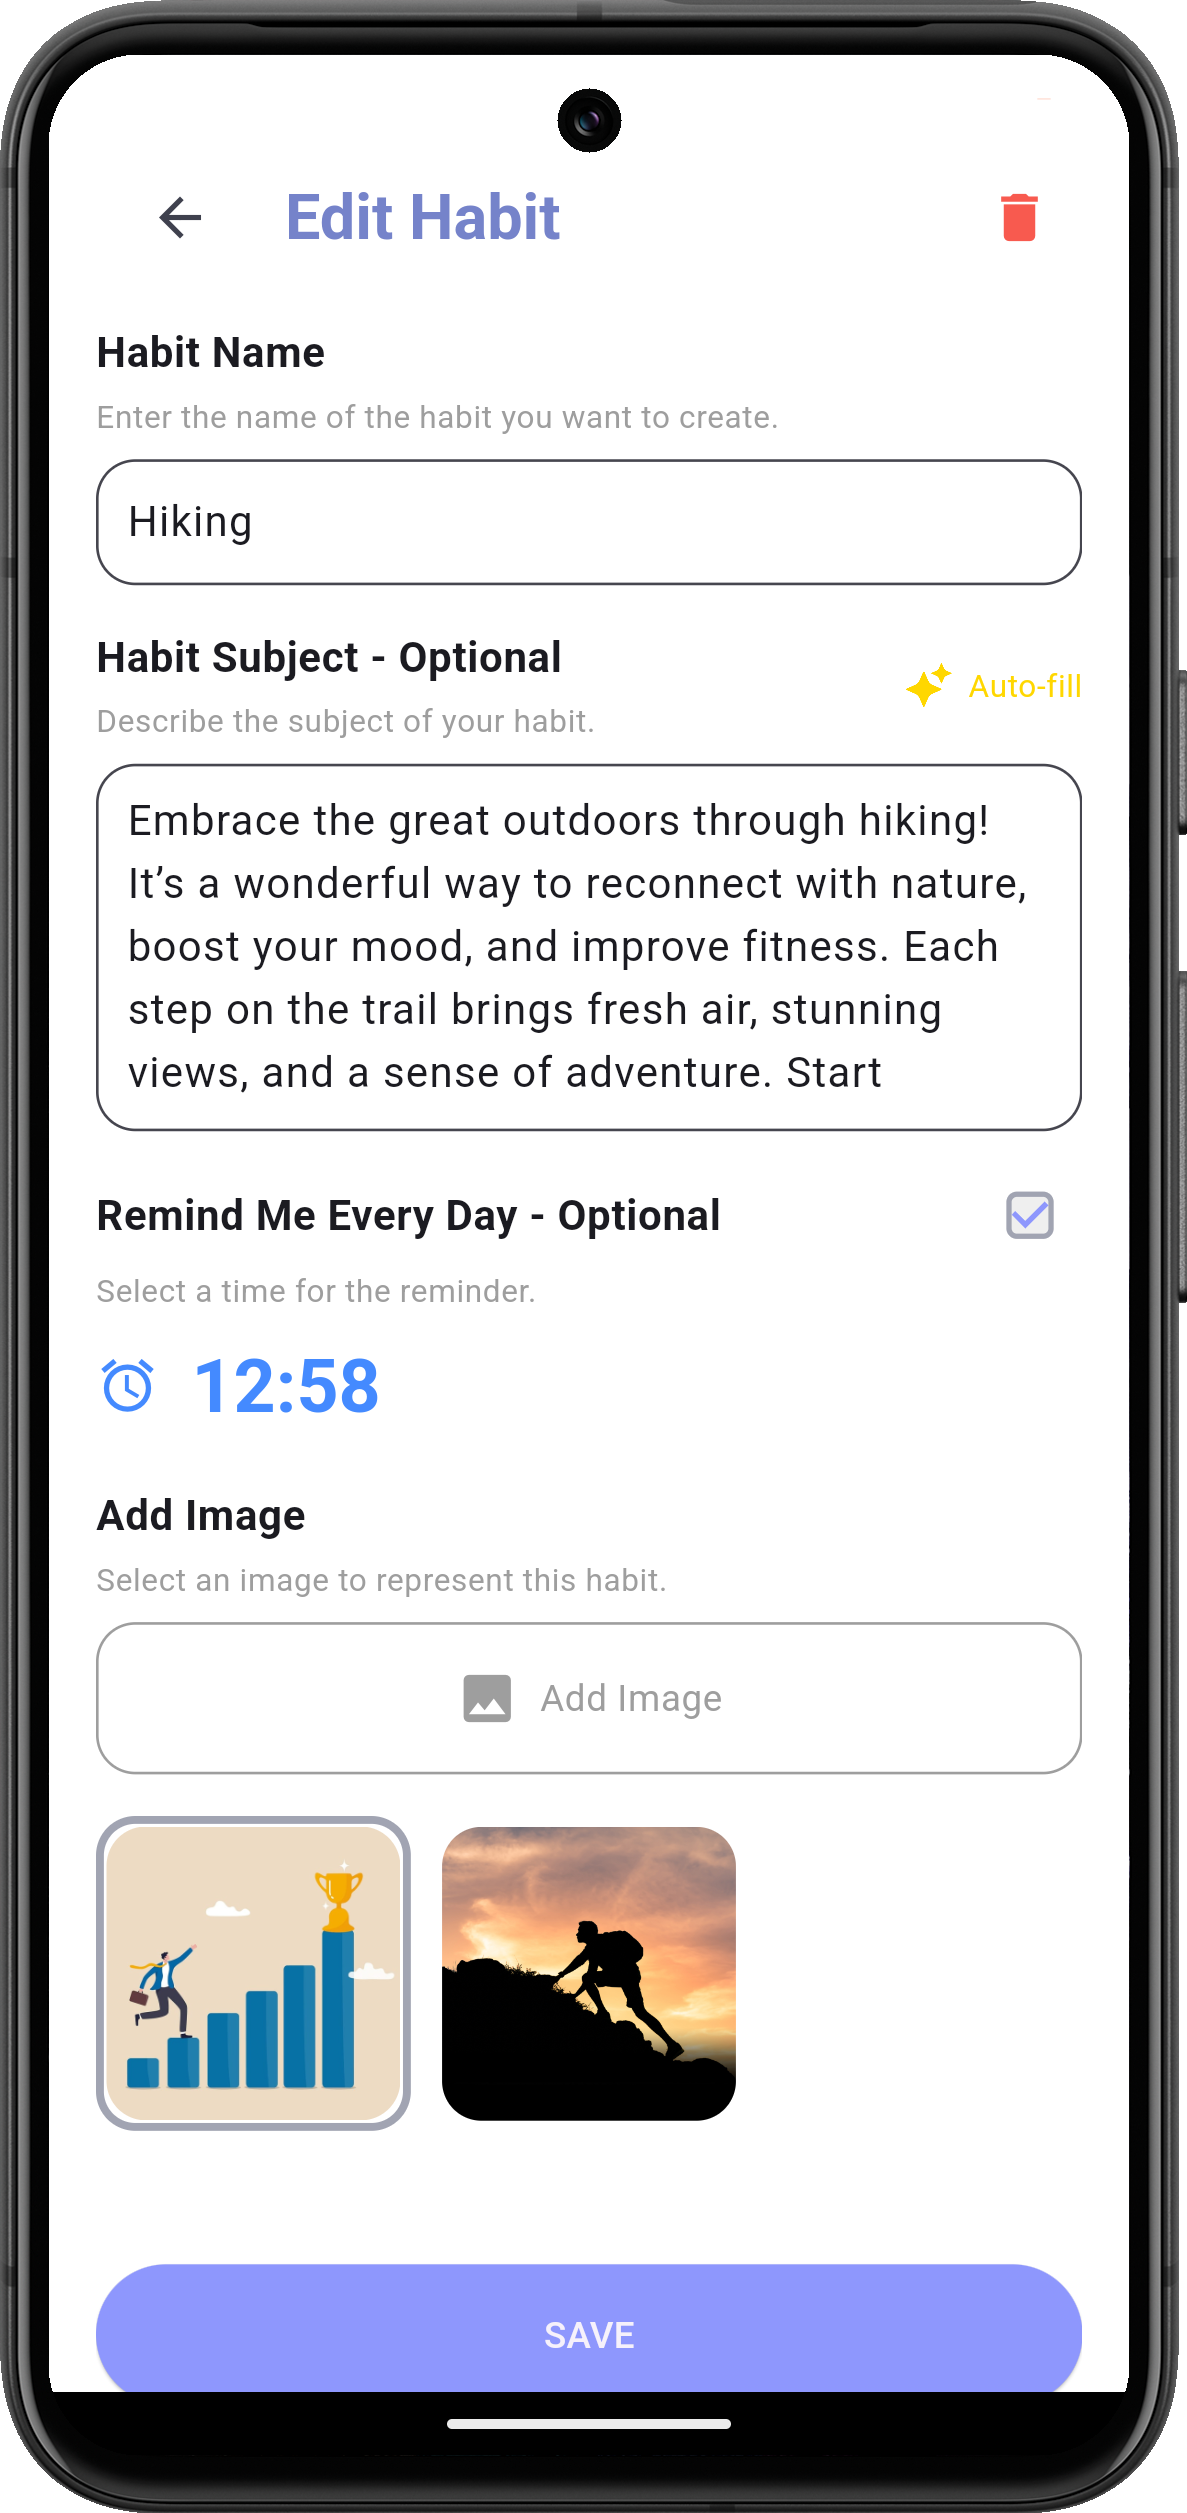 Edit Habit
Habit Name
Enter the name of the habit you want to create.
Hiking
Habit Subject - Optional
Auto-fill
Describe the subject of your habit.
Embrace the great outdoors through hiking!
It’s a wonderful way to reconnect with nature,
boost your mood, and improve fitness. Each
step on the trail brings fresh air, stunning
views, and a sense of adventure. Start
Remind Me Every Day - Optional
Select a time for the reminder.
12:58
Add Image
Select an image to represent this habit.
Add Image
SAVE